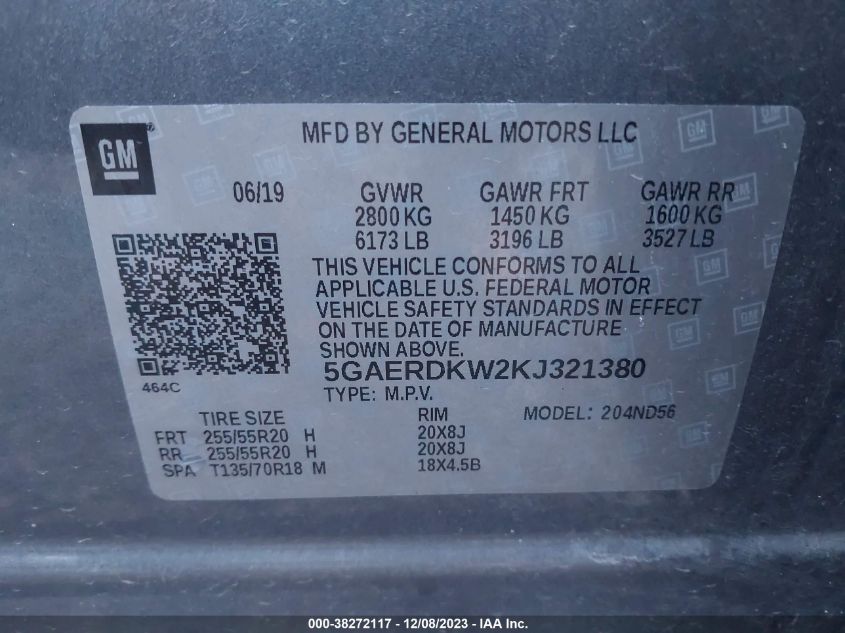 GM
MFD BY GENERAL MOTORS LLC
06/19 GVWR GAWR FRT GAWR RR
2800 KG 1450 KG 1600 KG
6173 LB 3196 LB 3527 LB
THIS VEHICLE CONFORMS TO ALL
APPLICABLE U.S. FEDERAL MOTOR
VEHICLE SAFETY STANDARDS IN EFFECT
ON THE DATE OF MANUFACTURE
SHOWN ABOVE.
5GAERDKW2KJ321380
464C
TYPE: M.P.V.
TIRE SIZE RIM MODEL: 204ND56
FRT 255/55R20 H 20X8J
RR 255/55R20 H 20X8J
SPA T135/70R18 M 18X4.5B
000-38272117 - 12/08/2023 - IAAI.com